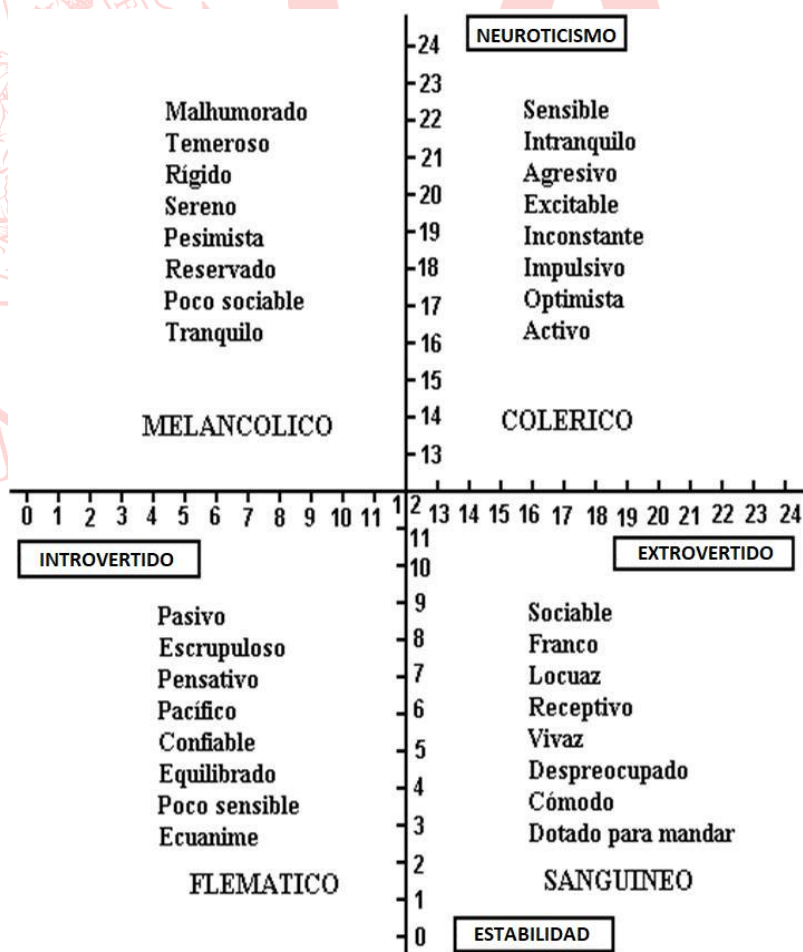 NEUROTICISMO
24
23
22
21
20
19
18
17
16
15
14
13
Malhumorado
Temeroso
Rígido
Sereno
Pesimista
Reservado
Poco sociable
Tranquilo
MELANCOLICO
Sensible
Intranquilo
Agresivo
Excitable
Inconstante
Impulsivo
Optimista
Activo
COLERICO
0 1 2 3 4 5 6 7 8 9 10 11 12 13 14 15 16 17 18 19 20 21 22 23 24
INTROVERTIDO
EXTROVERTIDO
11
10
9
8
7
6
5
4
3
2
1
0
Pasivo
Escrupuloso
Pensativo
Pacífico
Confiable
Equilibrado
Poco sensible
Ecuanime
FLEMATICO
Sociable
Franco
Locuaz
Receptivo
Vivaz
Despreocupado
Cómodo
Dotado para mandar
SANGUINEO
ESTABILIDAD